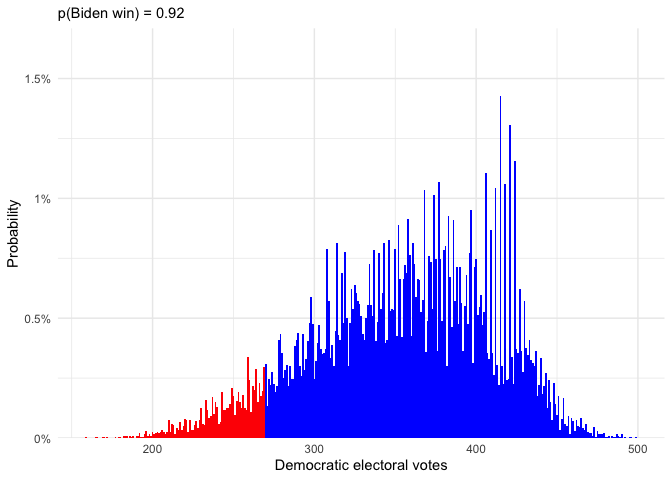 p(Biden win) = 0.92
1.5%
1%
0.5%
0%
Probability
200
300
400
500
Democratic electoral votes